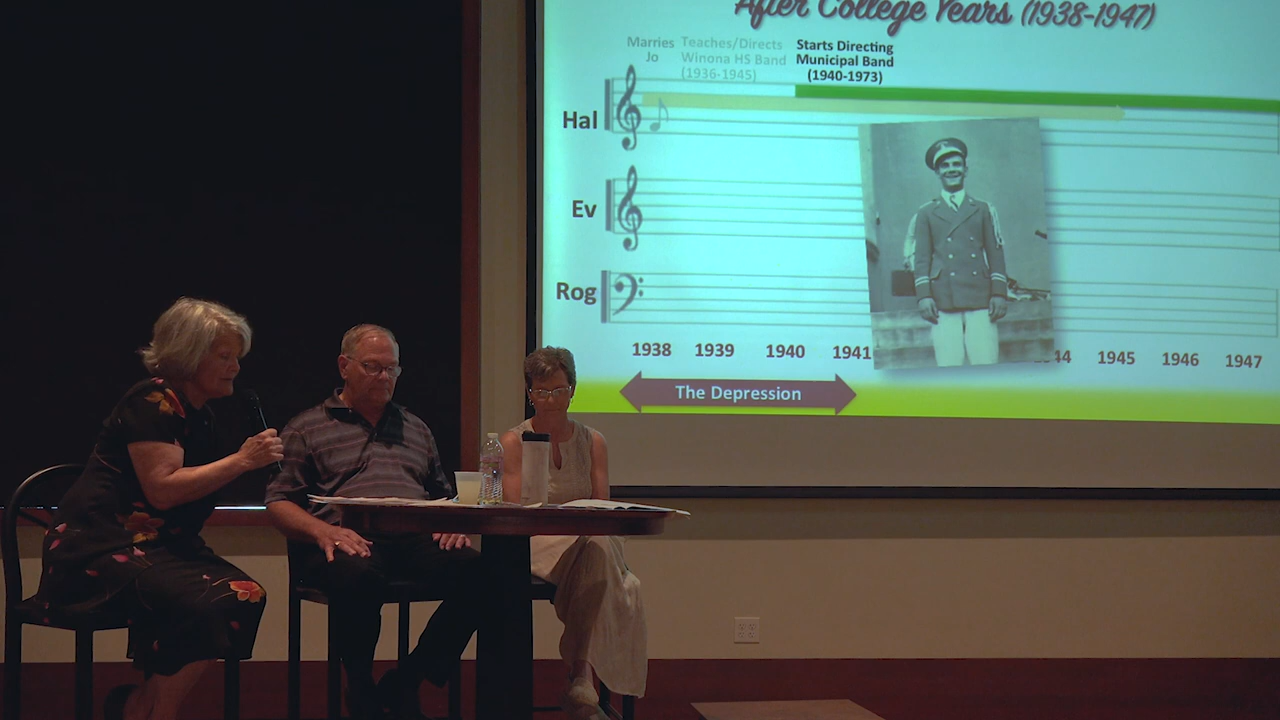 After College Years (1938-1947)
Marries
Jo
Teaches/Directs
Winona HS Band
(1936-1945)
Starts Directing
Municipal Band
(1940-1973)
Hal
Ev
Rog
1938 1939 1940 1941 44 1945 1946 1947
The Depression